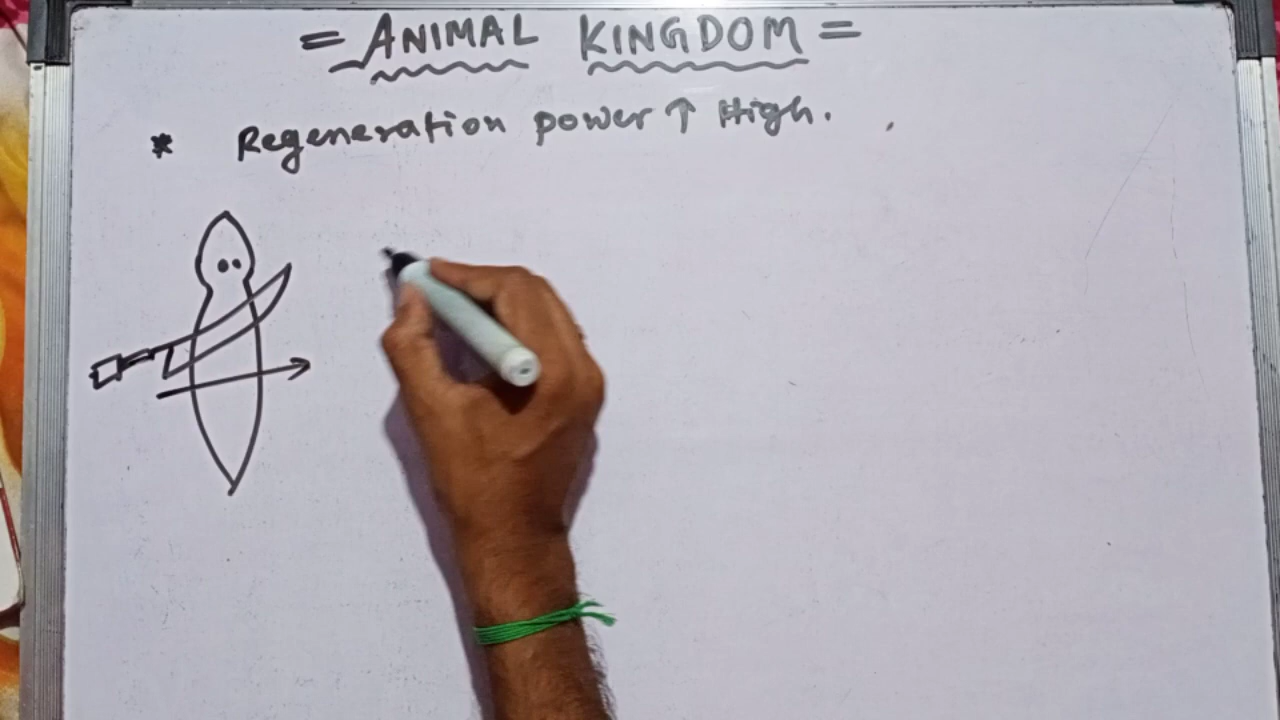 = ANIMAL KINGDOM =
* Regeneration power ↑ High.